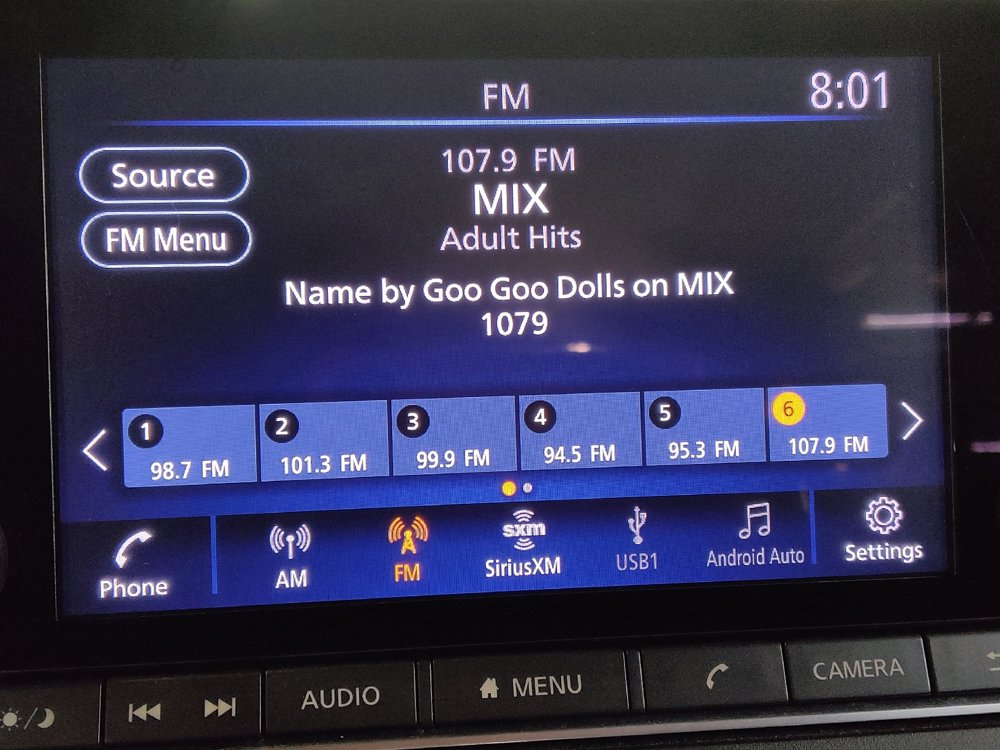 FM
8:01
Source
FM Menu
107.9 FM
MIX
Adult Hits
Name by Goo Goo Dolls on MIX
1079
1
98.7 FM
2
101.3 FM
3
99.9 FM
4
94.5 FM
5
95.3 FM
6
107.9 FM
Phone
AM
FM
sxm
SiriusXM
USB1
Android Auto
Settings
AUDIO
MENU
CAMERA